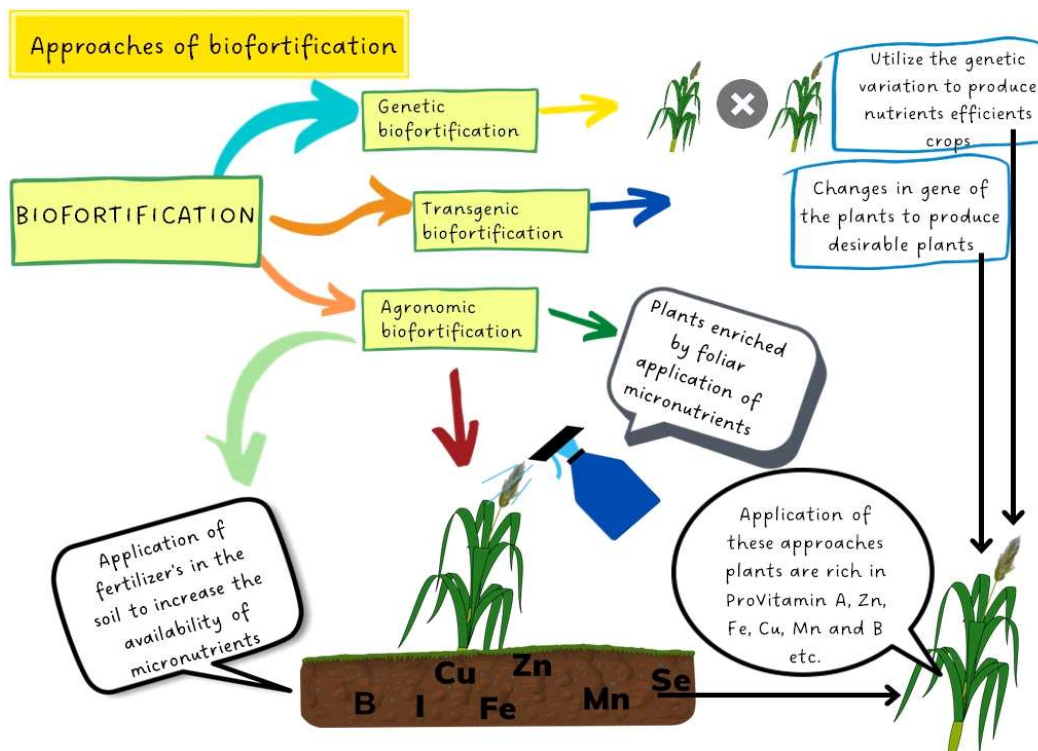 Approaches of biofortification
Genetic
biofortification
Utilize the genetic
variation to produce
nutrients efficients
crops
BIOFORTIFICATION
Transgenic
biofortification
Changes in gene of
the plants to produce
desirable plants
Agronomic
biofortification
Plants enriched
by foliar
application of
micronutrients
Application of
fertilizer's in the
soil to increase the
availability of
micronutrients
Application of
these approaches
plants are rich in
ProVitamin A, Zn,
Fe, Cu, Mn and B
etc.
Cu Zn
B I Fe Mn Se